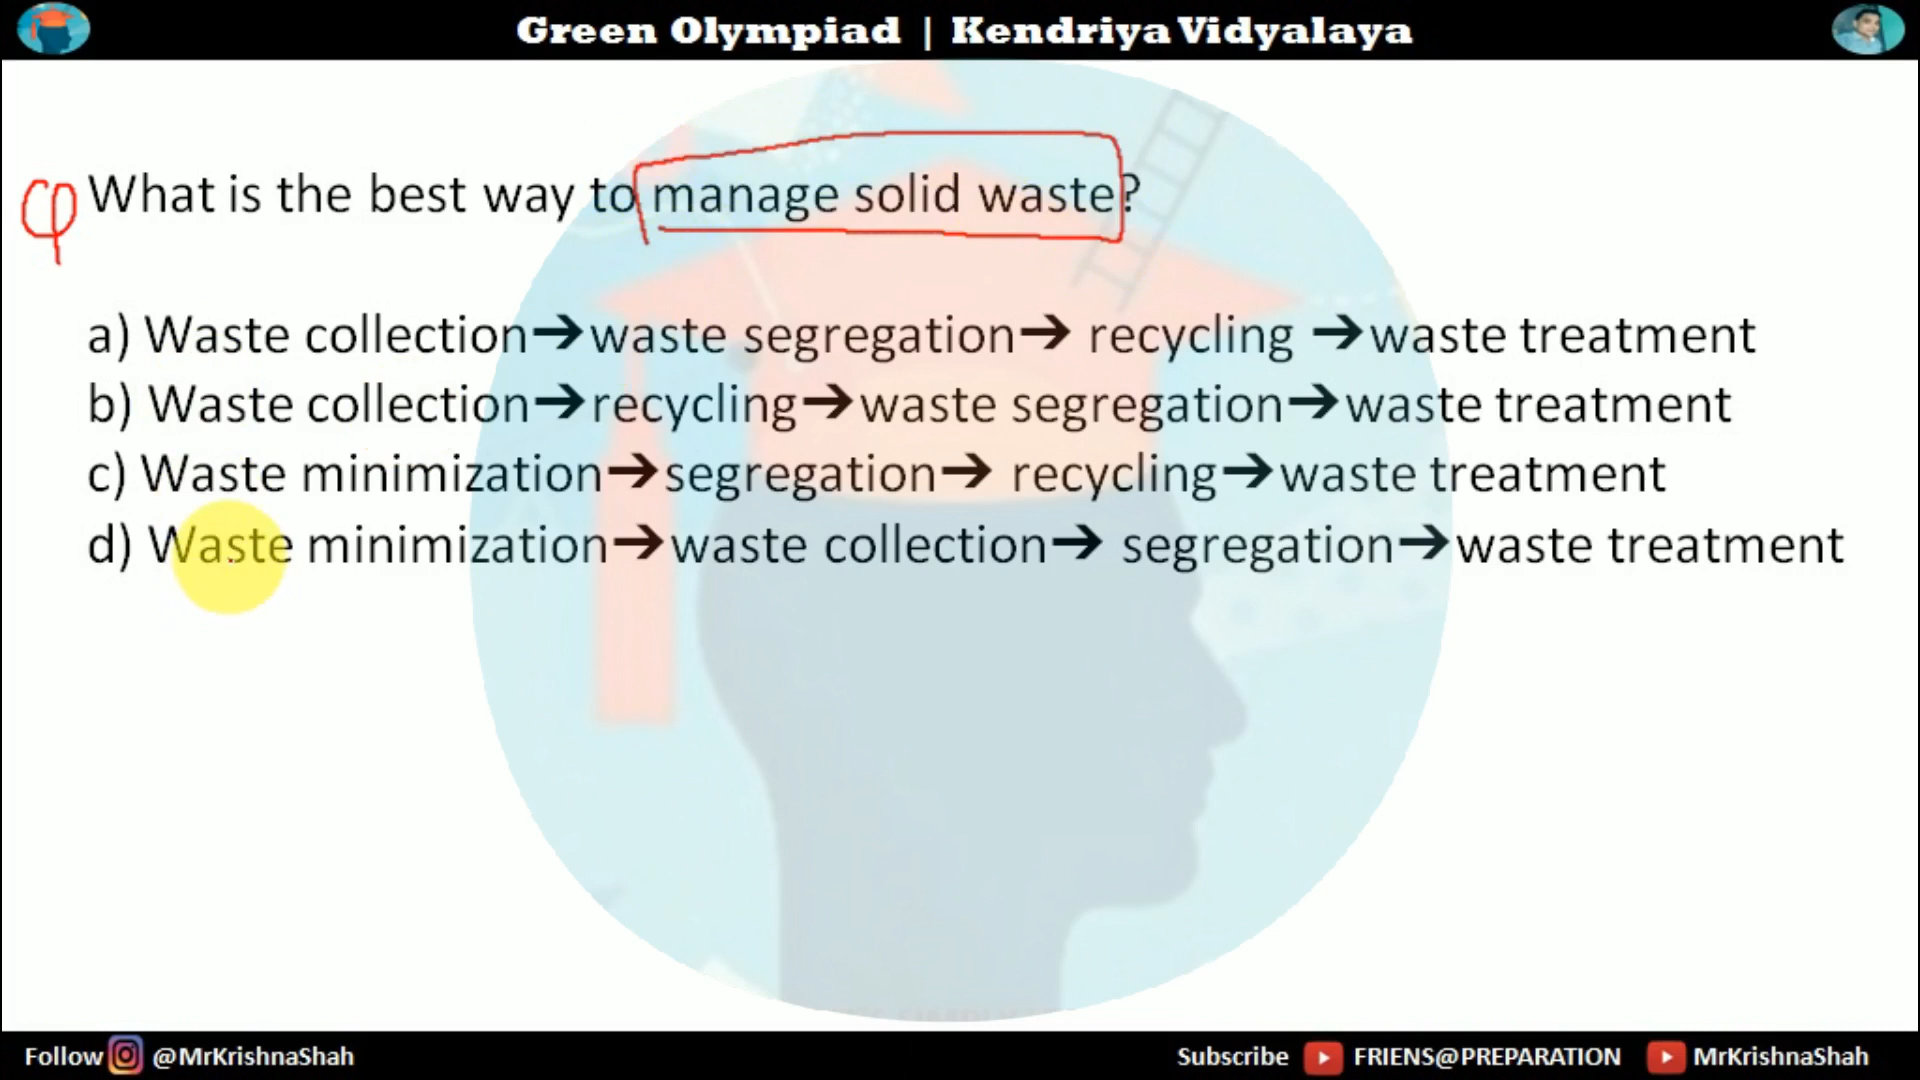 Green Olympiad | Kendriya Vidyalaya
Q What is the best way to manage solid waste?
a) Waste collection➔waste segregation➔ recycling ➔waste treatment
b) Waste collection➔recycling➔waste segregation➔waste treatment
c) Waste minimization➔segregation➔ recycling➔waste treatment
d) Waste minimization➔waste collection➔ segregation➔waste treatment
Follow @MrKrishnaShah
Subscribe FRIENS@PREPARATION MrKrishnaShah